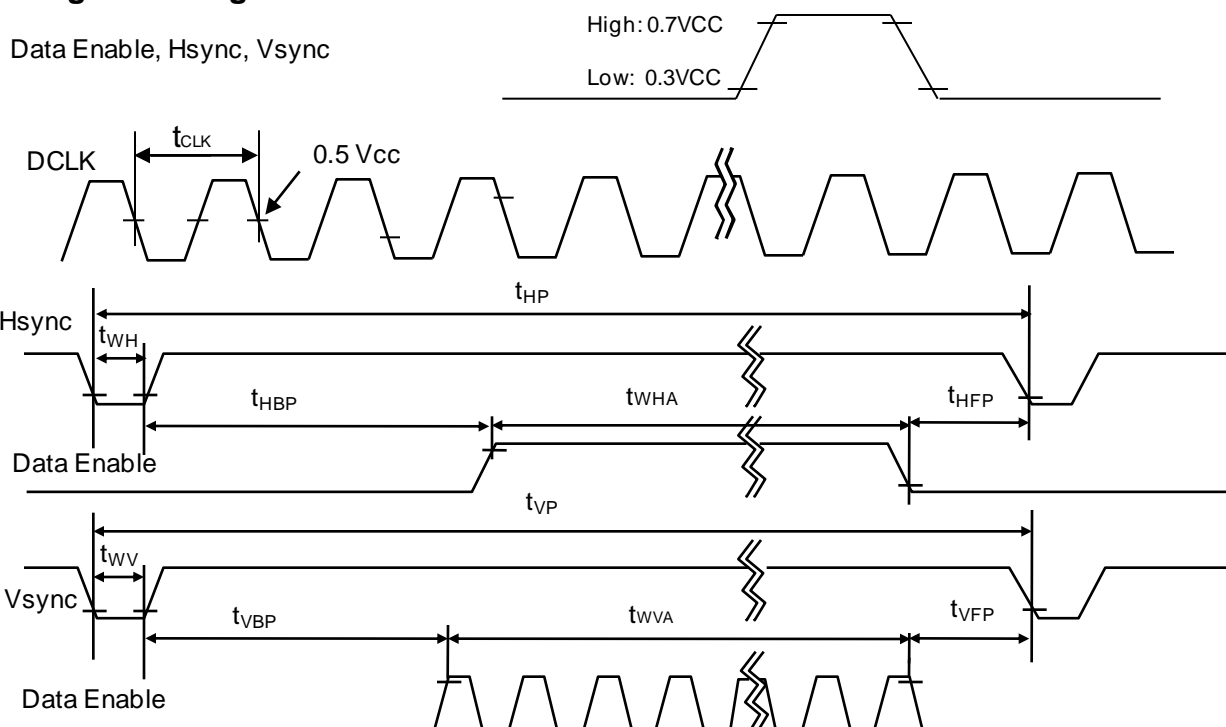 High: 0.7VCC
Data Enable, Hsync, Vsync
Low: 0.3VCC
tCLK
DCLK
0.5 Vcc
tHP
Hsync
tWH
tHBP
tWHA
tHFP
Data Enable
tVP
tWV
Vsync
tVBP
tWVA
tVFP
Data Enable